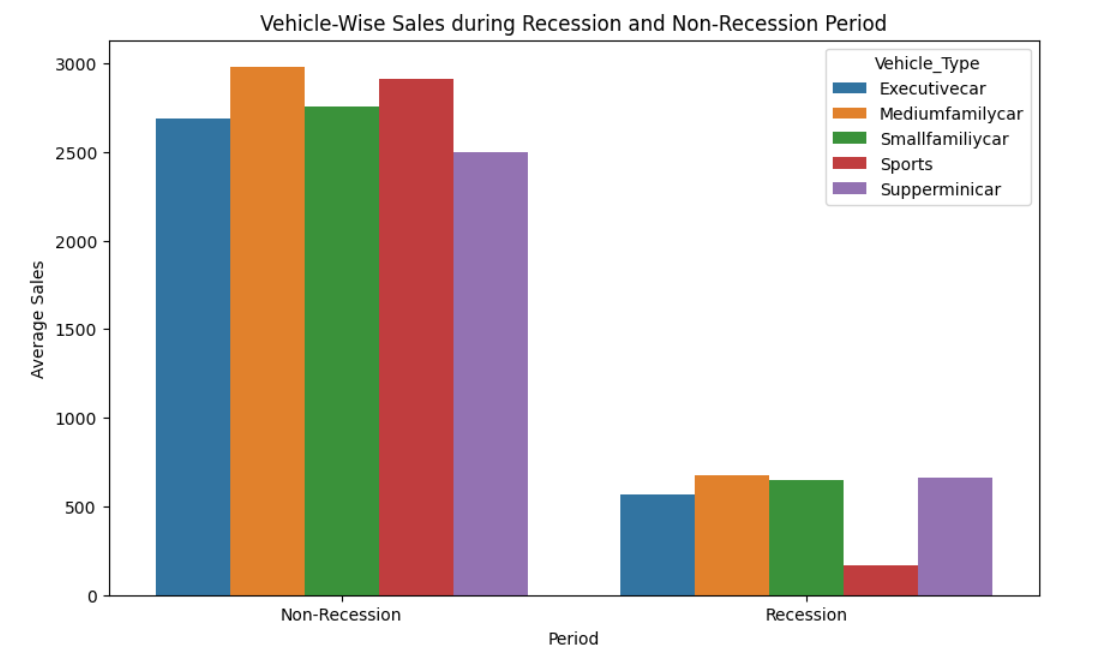 Vehicle-Wise Sales during Recession and Non-Recession Period
Vehicle_Type
Executivecar
Mediumfamilycar
Smallfamiliycar
Sports
Supperminicar
3000
2500
2000
1500
1000
500
0
Average Sales
Non-Recession
Recession
Period